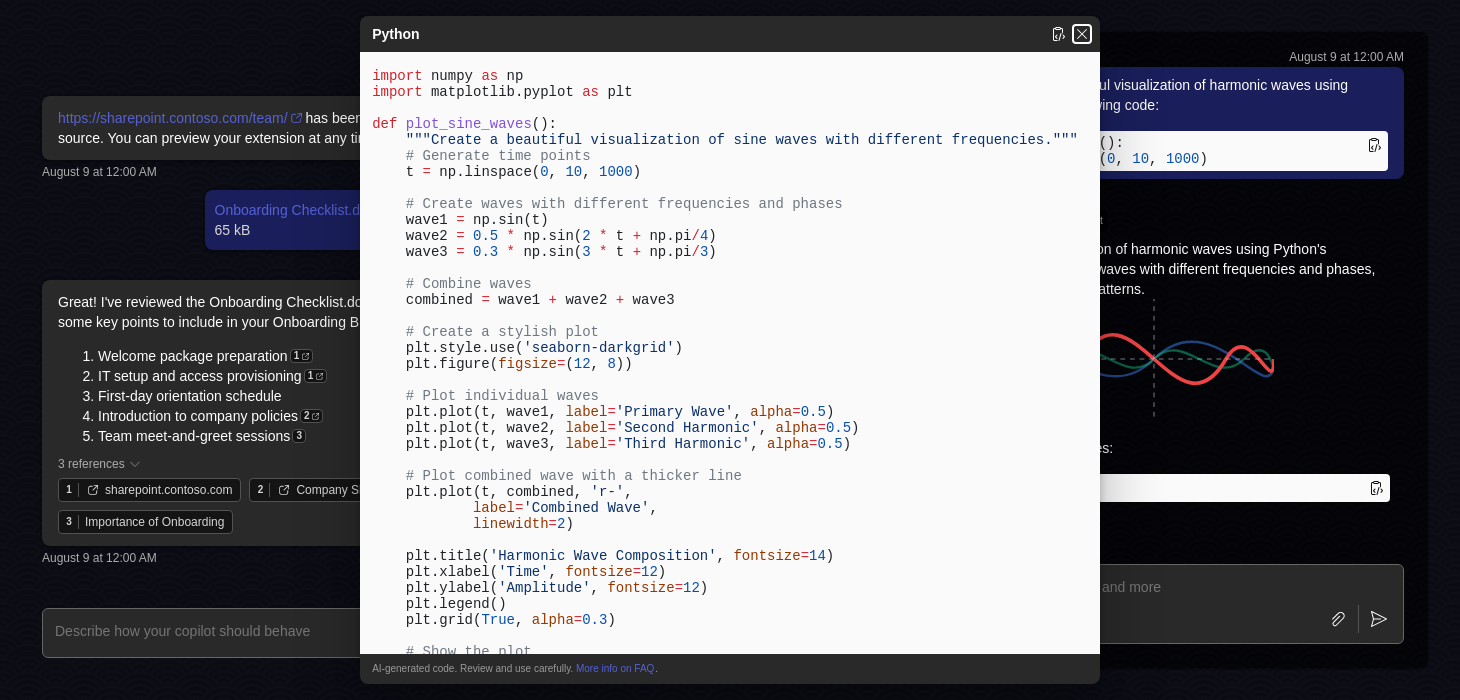 https://sharepoint.contoso.com/team/ has been
source. You can preview your extension at any
August 9 at 12:00 AM
Onboarding Checklist.d
65 kB
Great! I've reviewed the Onboarding Checklist.do
some key points to include in your Onboarding B
1. Welcome package preparation 1
2. IT setup and access provisioning 1
3. First-day orientation schedule
4. Introduction to company policies 2
5. Team meet-and-greet sessions 3
3 references
1 sharepoint.contoso.com 2 Company S
3 Importance of Onboarding
August 9 at 12:00 AM
Describe how your copilot should behave
Python
import numpy as np
import matplotlib.pyplot as plt
def plot_sine_waves():
"""Create a beautiful visualization of sine waves with different frequencies."""
# Generate time points
t = np.linspace(0, 10, 1000)
# Create waves with different frequencies and phases
wave1 = np.sin(t)
wave2 = 0.5 * np.sin(2 * t + np.pi/4)
wave3 = 0.3 * np.sin(3 * t + np.pi/3)
# Combine waves
combined = wave1 + wave2 + wave3
# Create a stylish plot
plt.style.use('seaborn-darkgrid')
plt.figure(figsize=(12, 8))
# Plot individual waves
plt.plot(t, wave1, label='Primary Wave', alpha=0.5)
plt.plot(t, wave2, label='Second Harmonic', alpha=0.5)
plt.plot(t, wave3, label='Third Harmonic', alpha=0.5)
# Plot combined wave with a thicker line
plt.plot(t, combined, 'r-',
label='Combined Wave',
linewidth=2)
plt.title('Harmonic Wave Composition', fontsize=14)
plt.xlabel('Time', fontsize=12)
plt.ylabel('Amplitude', fontsize=12)
plt.legend()
plt.grid(True, alpha=0.3)
# Show the plot
AI-generated code. Review and use carefully. More info on FAQ.
August 9 at 12:00 AM
ul visualization of harmonic waves using
ving code:
():
(0, 10, 1000)
t
on of harmonic waves using Python's
waves with different frequencies and phases,
atterns.
es:
and more